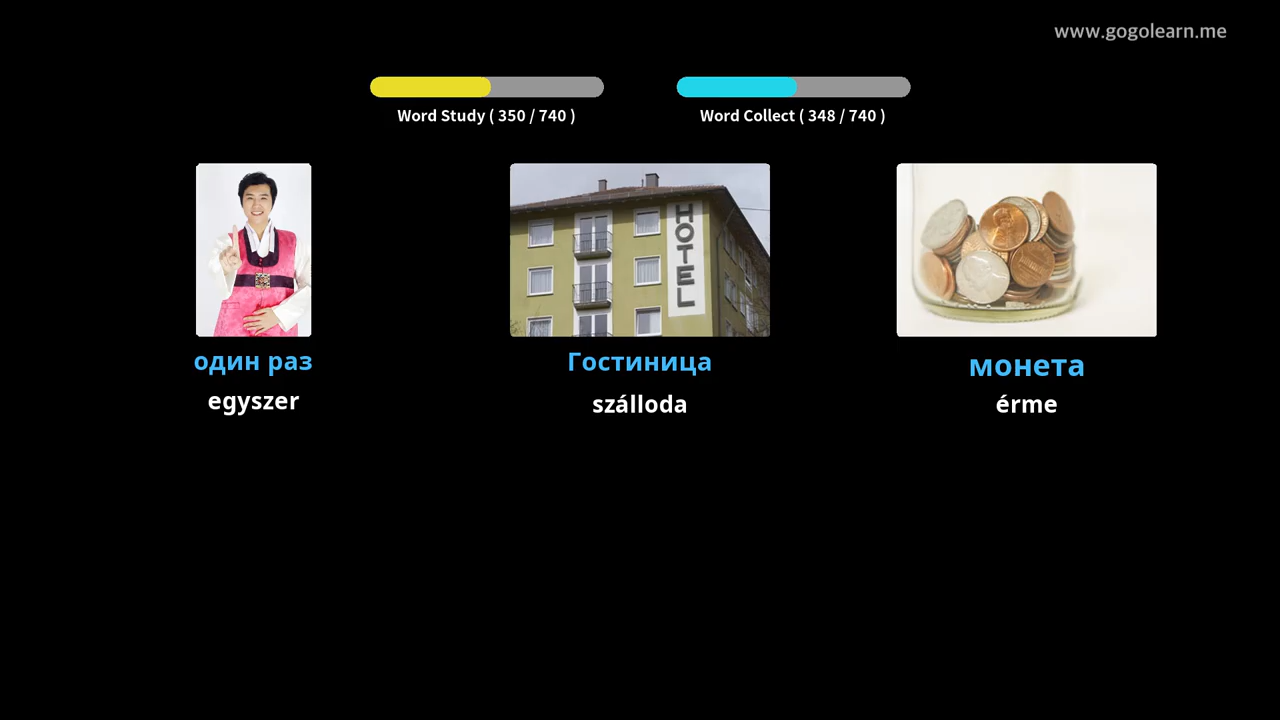 www.gogolearn.me
Word Study ( 350 / 740 )
Word Collect ( 348 / 740 )
HOTEL
один раз
Гостиница
монета
egyszer
szálloda
érme